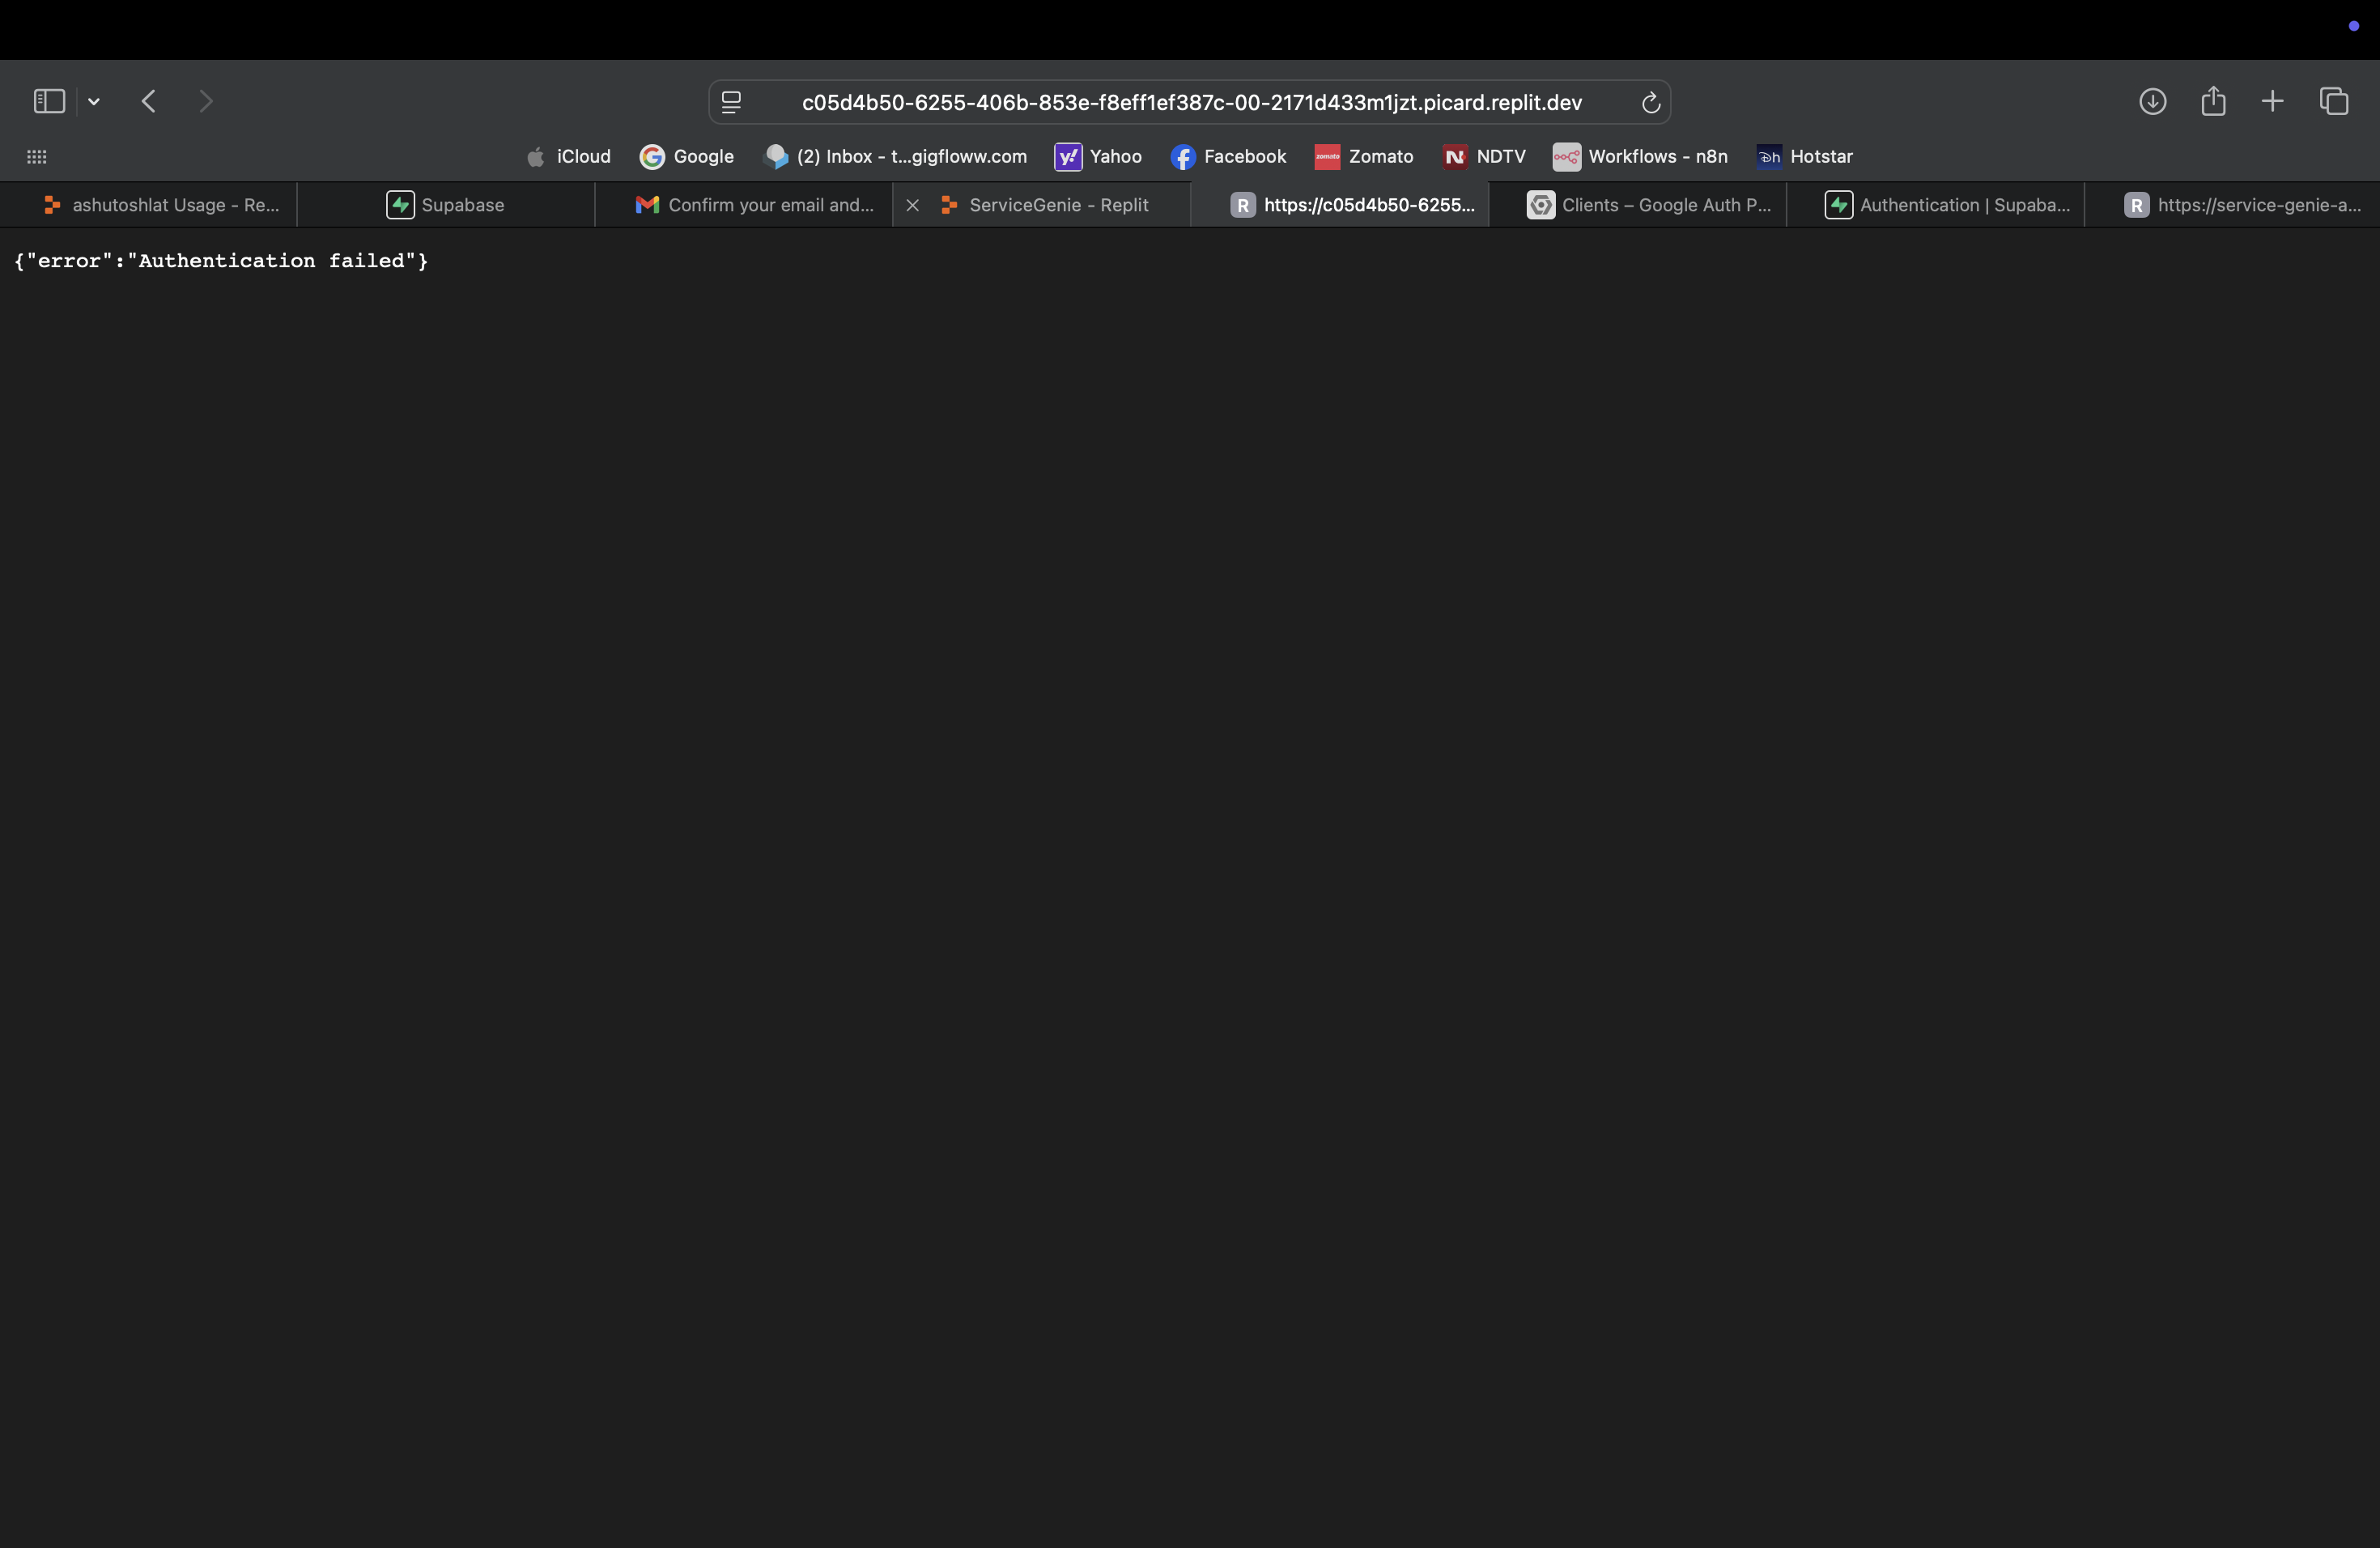 c05d4b50-6255-406b-853e-f8eff1ef387c-00-2171d433m1jzt.picard.replit.dev
iCloud Google (2) Inbox - t...gigfloww.com Yahoo Facebook zomato Zomato NDTV Workflows - n8n Hotstar
ashutoshlat Usage - Re... Supabase Confirm your email and... ServiceGenie - Replit R https://c05d4b50-6255... Clients – Google Auth P... Authentication | Supaba... R https://service-genie-a...
{"error":"Authentication failed"}